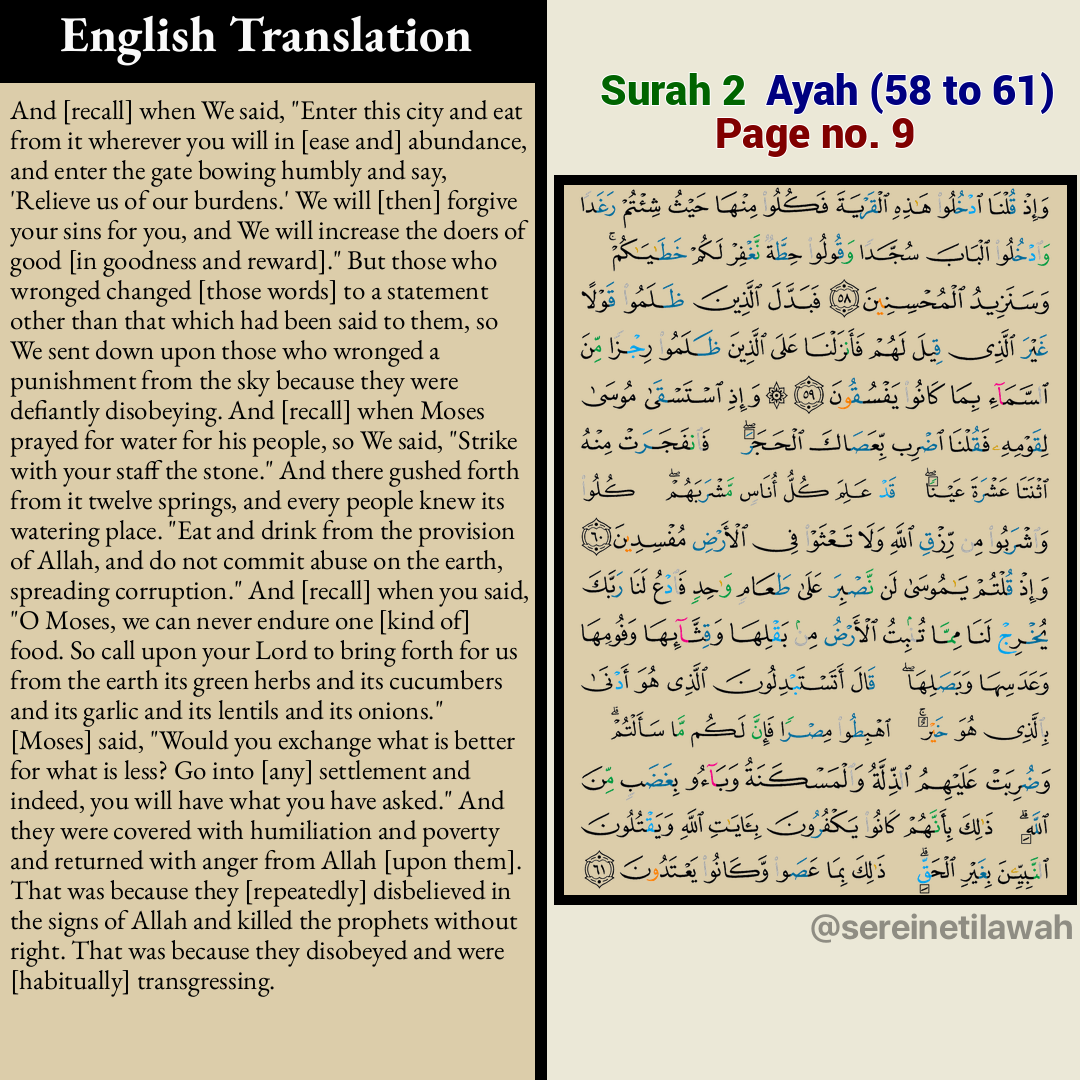 English Translation
And [recall] when We said, "Enter this city and eat
from it wherever you will in [ease and] abundance,
and enter the gate bowing humbly and say,
'Relieve us of our burdens.' We will [then] forgive
your sins for you, and We will increase the doers of
good [in goodness and reward]." But those who
wronged changed [those words] to a statement
other than that which had been said to them, so
We sent down upon those who wronged a
punishment from the sky because they were
defiantly disobeying. And [recall] when Moses
prayed for water for his people, so We said, "Strike
with your staff the stone." And there gushed forth
from it twelve springs, and every people knew its
watering place. "Eat and drink from the provision
of Allah, and do not commit abuse on the earth,
spreading corruption." And [recall] when you said,
"O Moses, we can never endure one [kind of]
food. So call upon your Lord to bring forth for us
from the earth its green herbs and its cucumbers
and its garlic and its lentils and its onions."
[Moses] said, "Would you exchange what is better
for what is less? Go into [any] settlement and
indeed, you will have what you have asked." And
they were covered with humiliation and poverty
and returned with anger from Allah [upon them].
That was because they [repeatedly] disbelieved in
the signs of Allah and killed the prophets without
right. That was because they disobeyed and were
[habitually] transgressing.
Surah 2 Ayah (58 to 61)
Page no. 9
وَإِذْ قُلْنَا ٱدْخُلُوا۟ هَـٰذِهِ ٱلْقَرْيَةَ فَكُلُوا۟ مِنْهَا حَيْثُ شِئْتُمْ رَغَدًا
وَٱدْخُلُوا۟ ٱلْبَابَ سُجَّدًا وَقُولُوا۟ حِطَّةٌ نَّغْفِرْ لَكُمْ خَطَـٰيَـٰكُمْ ۚ
وَسَنَزِيدُ ٱلْمُحْسِنِينَ ٥٨ فَبَدَّلَ ٱلَّذِينَ ظَلَمُوا۟ قَوْلًا
غَيْرَ ٱلَّذِى قِيلَ لَهُمْ فَأَنزَلْنَا عَلَى ٱلَّذِينَ ظَلَمُوا۟ رِجْزًا مِّنَ
ٱلسَّمَآءِ بِمَا كَانُوا۟ يَفْسُقُونَ ٥٩ ۞ وَإِذِ ٱسْتَسْقَىٰ مُوسَىٰ
لِقَوْمِهِۦ فَقُلْنَا ٱضْرِب بِّعَصَاكَ ٱلْحَجَرَ ۖ فَٱنفَجَرَتْ مِنْهُ
ٱثْنَتَا عَشْرَةَ عَيْنًا ۖ قَدْ عَلِمَ كُلُّ أُنَاسٍ مَّشْرَبَهُمْ ۖ كُلُوا۟
وَٱشْرَبُوا۟ مِن رِّزْقِ ٱللَّهِ وَلَا تَعْثَوْا۟ فِى ٱلْأَرْضِ مُفْسِدِينَ ٦٠
وَإِذْ قُلْتُمْ يَـٰمُوسَىٰ لَن نَّصْبِرَ عَلَىٰ طَعَامٍ وَٰحِدٍ فَٱدْعُ لَنَا رَبَّكَ
يُخْرِجْ لَنَا مِمَّا تُنۢبِتُ ٱلْأَرْضُ مِنۢ بَقْلِهَا وَقِثَّآئِهَا وَفُومِهَا
وَعَدَسِهَا وَبَصَلِهَا ۖ قَالَ أَتَسْتَبْدِلُونَ ٱلَّذِى هُوَ أَدْنَىٰ
بِٱلَّذِى هُوَ خَيْرٌ ۚ ٱهْبِطُوا۟ مِصْرًا فَإِنَّ لَكُم مَّا سَأَلْتُمْ ۗ
وَضُرِبَتْ عَلَيْهِمُ ٱلذِّلَّةُ وَٱلْمَسْكَنَةُ وَبَآءُو بِغَضَبٍ مِّنَ
ٱللَّهِ ۗ ذَٰلِكَ بِأَنَّهُمْ كَانُوا۟ يَكْفُرُونَ بِـَٔايَـٰتِ ٱللَّهِ وَيَقْتُلُونَ
ٱلنَّبِيِّـۧنَ بِغَيْرِ ٱلْحَقِّ ۗ ذَٰلِكَ بِمَا عَصَوا۟ وَّكَانُوا۟ يَعْتَدُونَ ٦١
@sereinetilawah